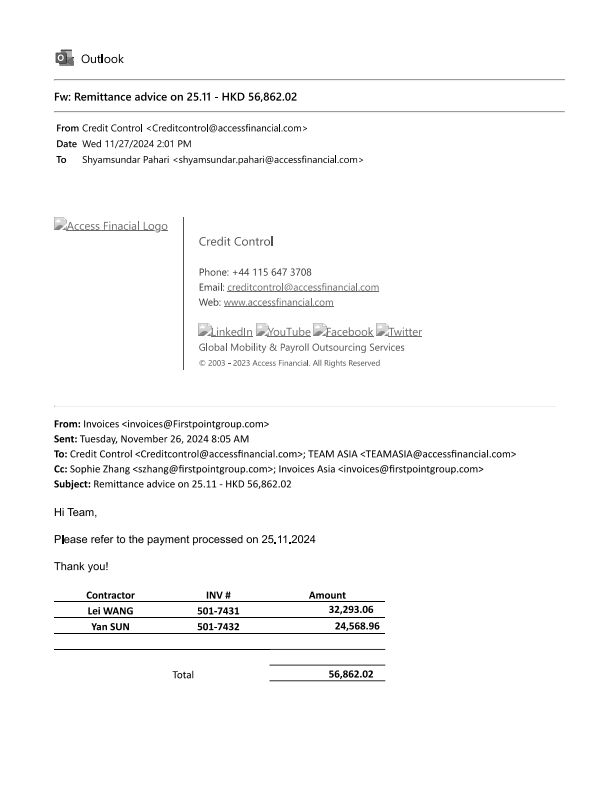 Outlook
Fw: Remittance advice on 25.11 - HKD 56,862.02
From Credit Control <Creditcontrol@accessfinancial.com>
Date Wed 11/27/2024 2:01 PM
To Shyamsundar Pahari <shyamsundar.pahari@accessfinancial.com>
Access Finacial Logo
Credit Control
Phone: +44 115 647 3708
Email: creditcontrol@accessfinancial.com
Web: www.accessfinancial.com
LinkedIn YouTube Facebook Twitter
Global Mobility & Payroll Outsourcing Services
© 2003 – 2023 Access Financial. All Rights Reserved
From: Invoices <invoices@Firstpointgroup.com>
Sent: Tuesday, November 26, 2024 8:05 AM
To: Credit Control <Creditcontrol@accessfinancial.com>; TEAM ASIA <TEAMASIA@accessfinancial.com>
Cc: Sophie Zhang <szhang@firstpointgroup.com>; Invoices Asia <invoices@firstpointgroup.com>
Subject: Remittance advice on 25.11 - HKD 56,862.02
Hi Team,
Please refer to the payment processed on 25.11.2024
Thank you!
Contractor INV # Amount
Lei WANG 501-7431 32,293.06
Yan SUN 501-7432 24,568.96
Total 56,862.02